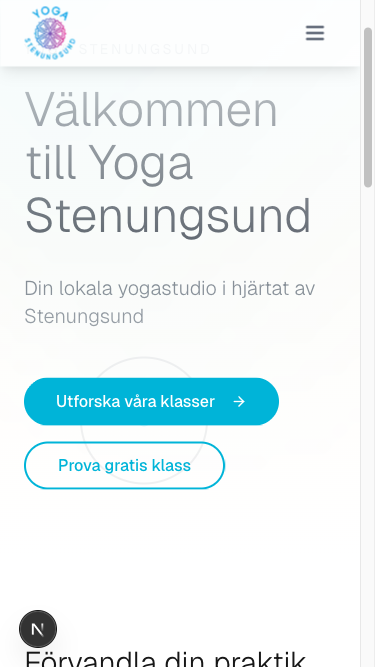 YOGA
STENUNGSUND
STENUNGSUND
Välkommen
till Yoga
Stenungsund
Din lokala yogastudio i hjärtat av
Stenungsund
Utforska våra klasser →
Prova gratis klass
N
Förvandla din praktik